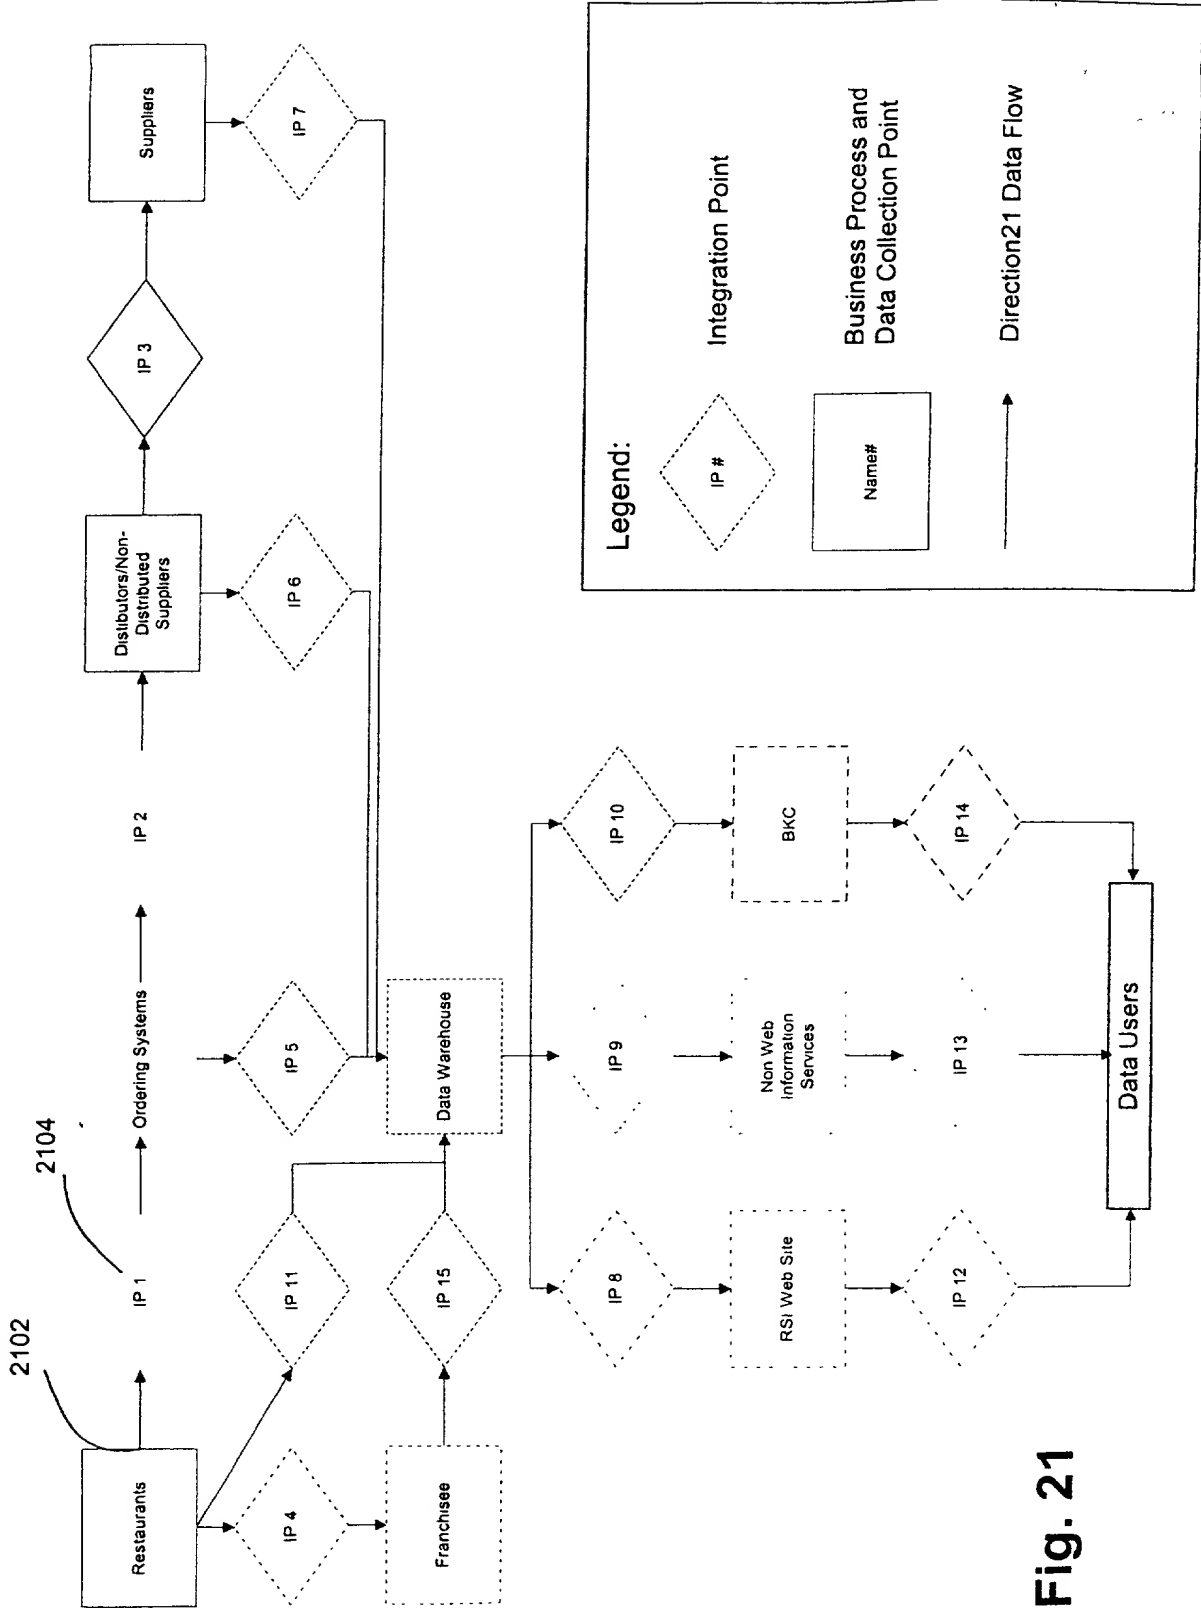 2102
2104
Restaurants
IP 1
Ordering Systems
IP 2
Distibutors/Non-
Distributed
Suppliers
IP 3
Suppliers
IP 4
IP 11
IP 5
IP 6
IP 7
Franchisee
IP 15
Data Warehouse
IP 8
IP 9
IP 10
RSI Web Site
Non Web
Information
Services
BKC
IP 12
IP 13
IP 14
Data Users
Legend:
IP #
Integration Point
Name#
Business Process and
Data Collection Point
Direction21 Data Flow
Fig. 21